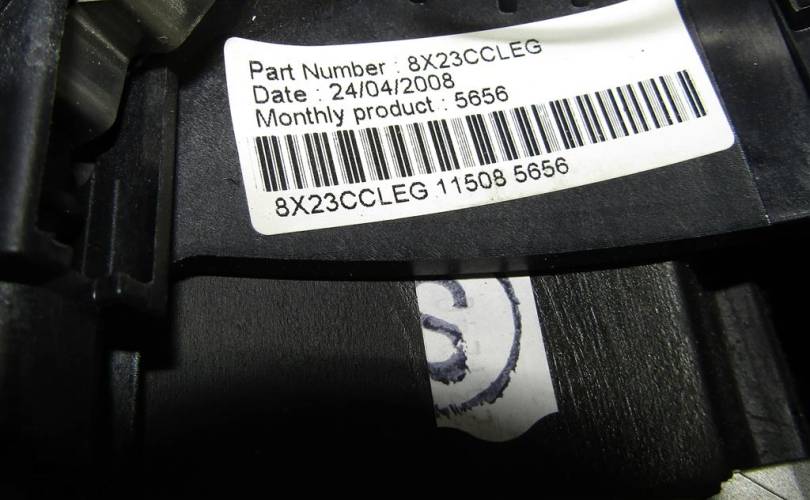 Part Number : 8X23CCLEG
Date : 24/04/2008
Monthly product : 5656
8X23CCLEG 11508 5656
S